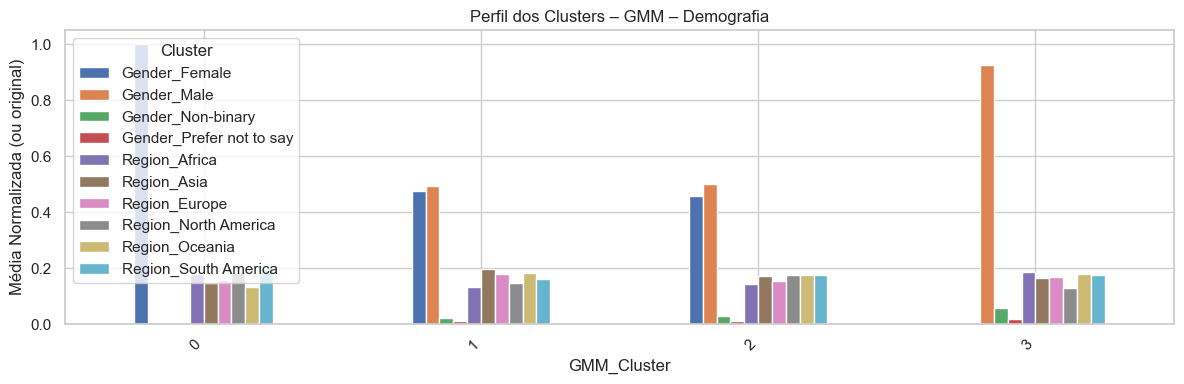 Perfil dos Clusters – GMM – Demografia
Média Normalizada (ou original)
1.0
0.8
0.6
0.4
0.2
0.0
Cluster
Gender_Female
Gender_Male
Gender_Non-binary
Gender_Prefer not to say
Region_Africa
Region_Asia
Region_Europe
Region_North America
Region_Oceania
Region_South America
0
1
2
3
GMM_Cluster